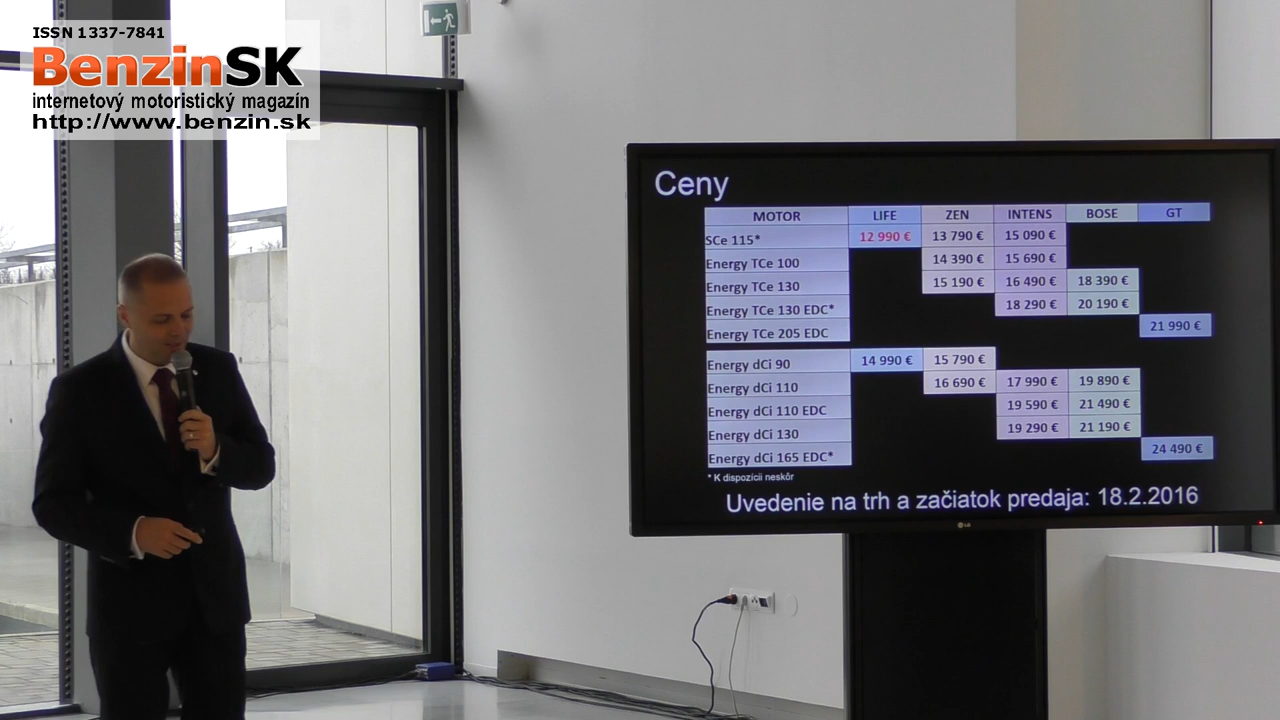 ISSN 1337-7841
BenzinSK
internetový motoristický magazín
http://www.benzin.sk
Ceny
MOTOR LIFE ZEN INTENS BOSE GT
SCe 115* 12 990 € 13 790 € 15 090 €
Energy TCe 100 14 390 € 15 690 €
Energy TCe 130 15 190 € 16 490 € 18 390 €
Energy TCe 130 EDC* 18 290 € 20 190 €
Energy TCe 205 EDC 21 990 €
Energy dCi 90 14 990 € 15 790 €
Energy dCi 110 16 690 € 17 990 € 19 890 €
Energy dCi 110 EDC 19 590 € 21 490 €
Energy dCi 130 19 290 € 21 190 €
Energy dCi 165 EDC* 24 490 €
* K dispozícii neskôr
Uvedenie na trh a začiatok predaja: 18.2.2016
LG